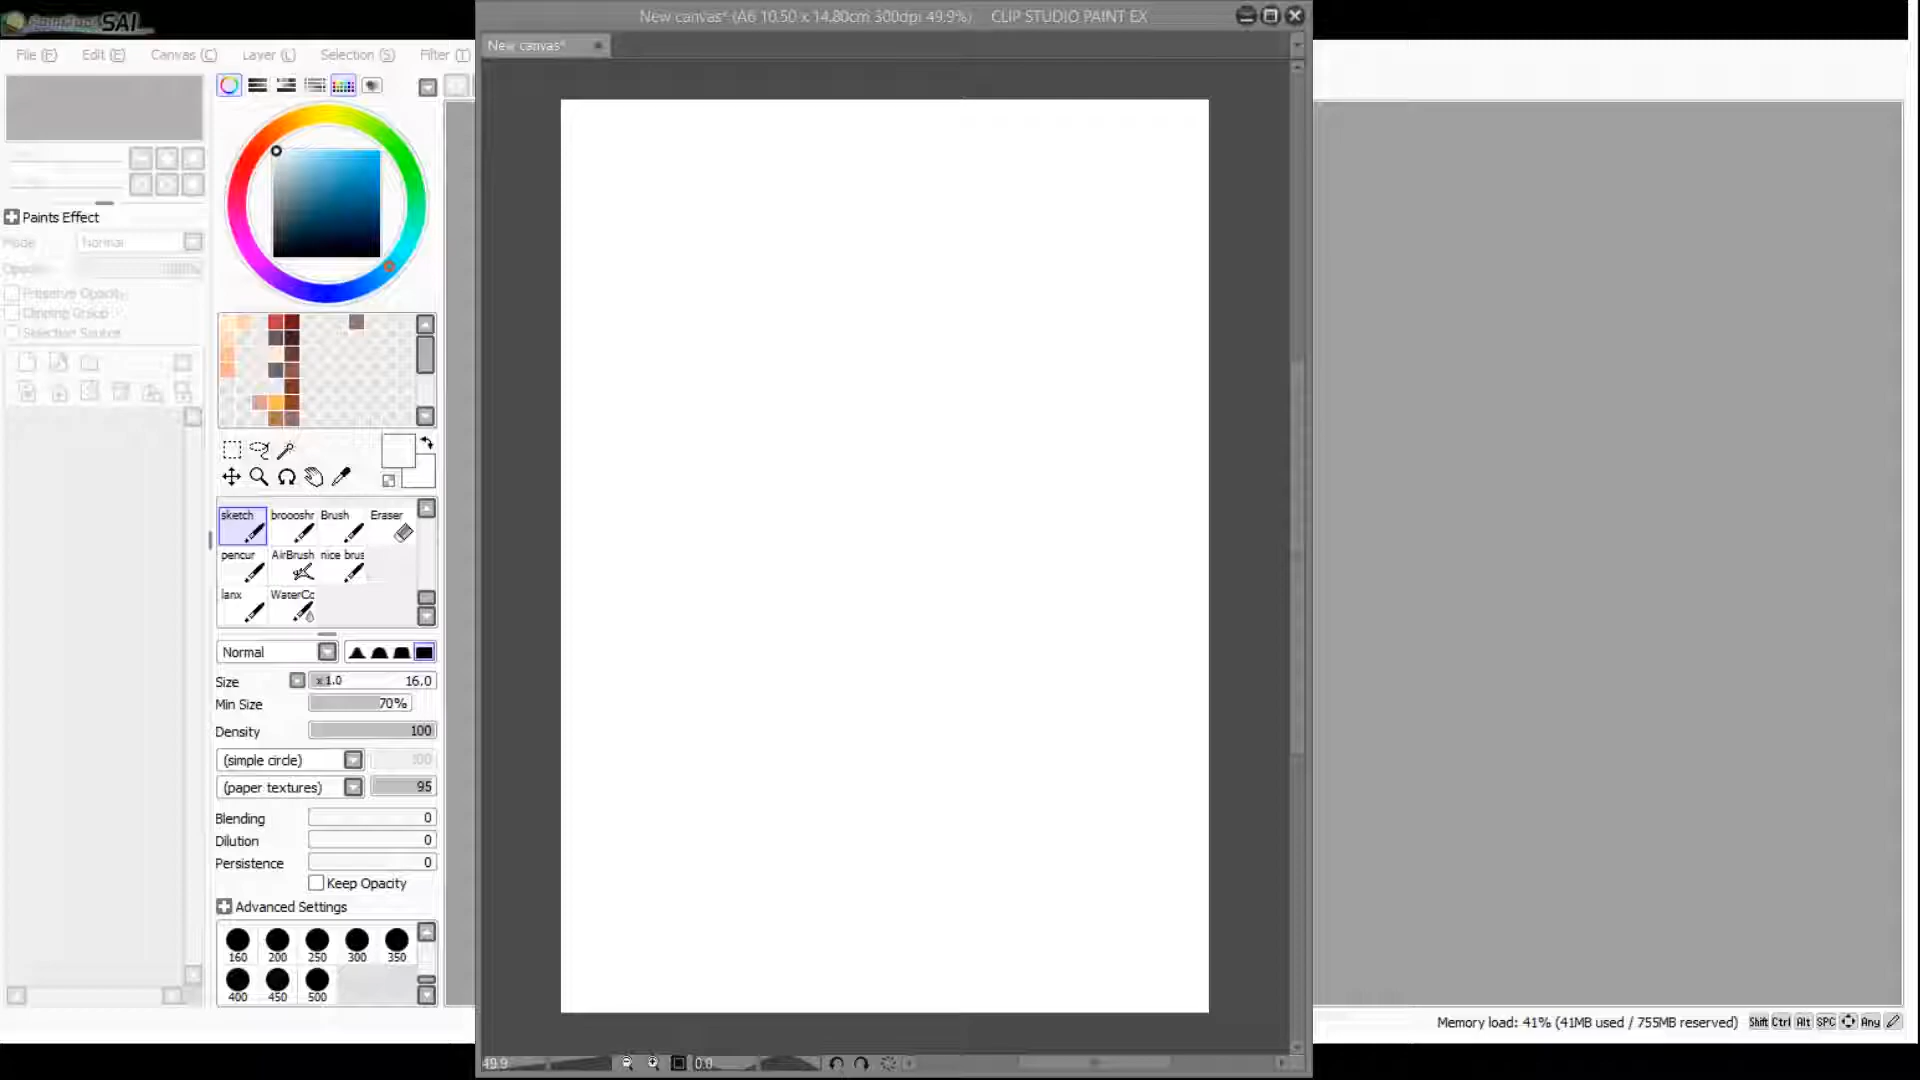 SAI
New canvas* (A6 10.50 x 14.80cm 300dpi 49.9%) CLIP STUDIO PAINT EX
New canvas*
File (F) Edit (E) Canvas (C) Layer (L) Selection (S) Filter (T)
Paints Effect
Mode Normal
Preserve Opacity
Clipping Group
Selection Source
sketch broooshr Brush Eraser
pencur AirBrush nice brus
lanx WaterCo
Normal
Size x1.0 16.0
Min Size 70%
Density 100
(simple circle) 100
(paper textures) 95
Blending 0
Dilution 0
Persistence 0
Keep Opacity
Advanced Settings
160 200 250 300 350
400 450 500
49.9 0.0
Memory load: 41% (41MB used / 755MB reserved) Shift Ctrl Alt SPC Any